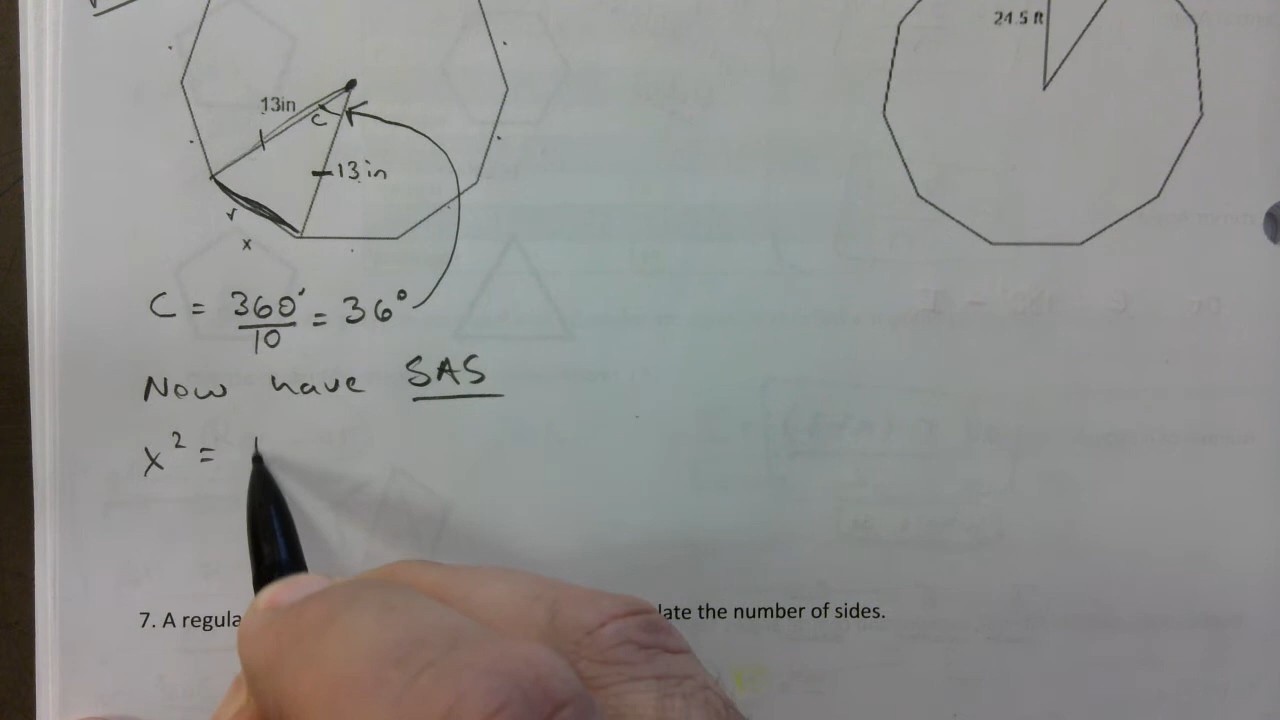 24.5 ft
13in
C
13 in
x
C = 360° / 10 = 36°
Now have SAS
x² =
7. A regula late the number of sides.